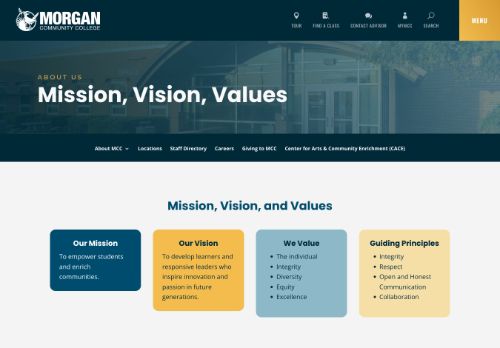 MORGAN
COMMUNITY COLLEGE
TOUR
FIND A CLASS
CONTACT ADVISOR
MYMCC
SEARCH
MENU
ABOUT US
Mission, Vision, Values
About MCC
Locations
Staff Directory
Careers
Giving to MCC
Center for Arts & Community Enrichment (CACE)
Mission, Vision, and Values
Our Mission
To empower students
and enrich
communities.
Our Vision
To develop learners and
responsive leaders who
inspire innovation and
passion in future
generations.
We Value
The individual
Integrity
Diversity
Equity
Excellence
Guiding Principles
Integrity
Respect
Open and Honest
Communication
Collaboration